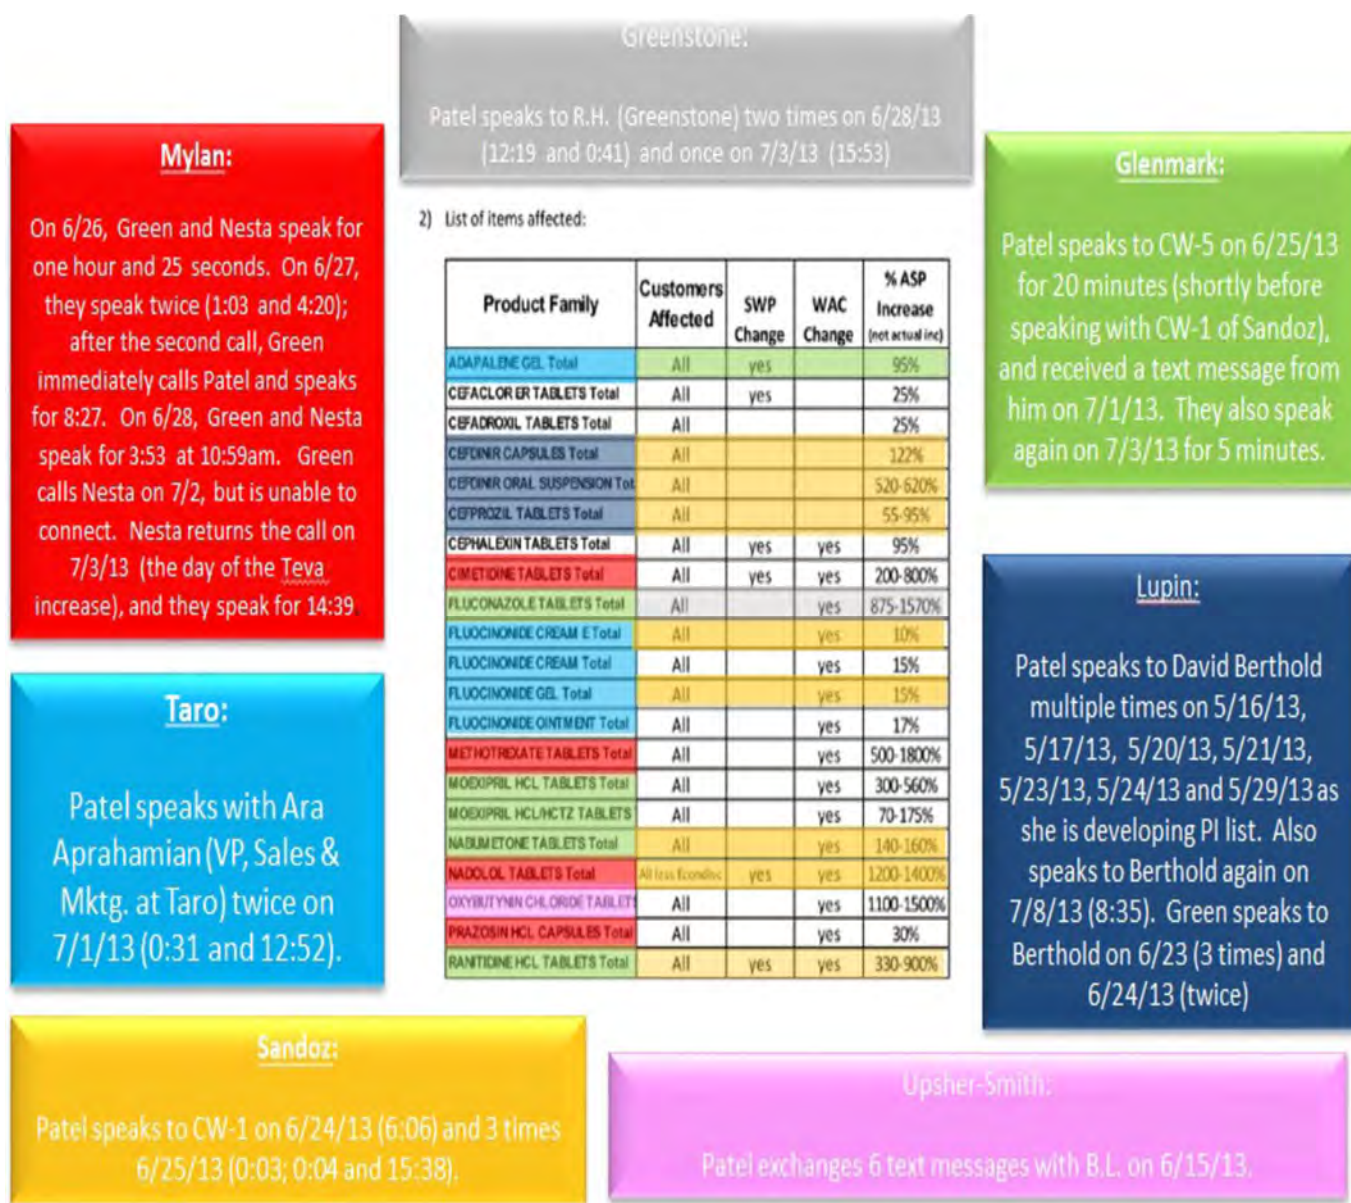 Greenstone:
Patel speaks to R.H. (Greenstone) two times on 6/28/13
(12:19 and 0:41) and once on 7/3/13 (15:53)
Mylan:
On 6/26, Green and Nesta speak for
one hour and 25 seconds. On 6/27,
they speak twice (1:03 and 4:20);
after the second call, Green
immediately calls Patel and speaks
for 8:27. On 6/28, Green and Nesta
speak for 3:53 at 10:59am. Green
calls Nesta on 7/2, but is unable to
connect. Nesta returns the call on
7/3/13 (the day of the Teva
increase), and they speak for 14:39.
Glenmark:
Patel speaks to CW-5 on 6/25/13
for 20 minutes (shortly before
speaking with CW-1 of Sandoz),
and received a text message from
him on 7/1/13. They also speak
again on 7/3/13 for 5 minutes.
2) List of items affected:
Product Family Customers Affected SWP Change WAC Change % ASP Increase (not actual inc)
ADAPALENE GEL Total All yes 95%
CEFACLOR ER TABLETS Total All yes 25%
CEFADROXIL TABLETS Total All 25%
CEFDINIR CAPSULES Total All 122%
CEFDINIR ORAL SUSPENSION Tot All 520-620%
CEFPROZIL TABLETS Total All 55-95%
CEPHALEXIN TABLETS Total All yes yes 95%
CIMETIDINE TABLETS Total All yes yes 200-800%
FLUCONAZOLE TABLETS Total All yes 875-1570%
FLUOCINONIDE CREAM E Total All yes 10%
FLUOCINONIDE CREAM Total All yes 15%
FLUOCINONIDE GEL Total All yes 15%
FLUOCINONIDE OINTMENT Total All yes 17%
METHOTREXATE TABLETS Total All yes 500-1800%
MOEXIPRIL HCL TABLETS Total All yes 300-560%
MOEXIPRIL HCL/HCTZ TABLETS All yes 70-175%
NABUMETONE TABLETS Total All yes 140-160%
NADOLOL TABLETS Total All less yes yes 1200-1400%
OXYBUTYNIN CHLORIDE TABLETS All yes 1100-1500%
PRAZOSIN HCL CAPSULES Total All yes 30%
RANITIDINE HCL TABLETS Total All yes yes 330-900%
Taro:
Patel speaks with Ara
Aprahamian (VP, Sales &
Mktg. at Taro) twice on
7/1/13 (0:31 and 12:52).
Lupin:
Patel speaks to David Berthold
multiple times on 5/16/13,
5/17/13, 5/20/13, 5/21/13,
5/23/13, 5/24/13 and 5/29/13 as
she is developing PI list. Also
speaks to Berthold again on
7/8/13 (8:35). Green speaks to
Berthold on 6/23 (3 times) and
6/24/13 (twice)
Sandoz:
Patel speaks to CW-1 on 6/24/13 (6:06) and 3 times
6/25/13 (0:03; 0:04 and 15:38).
Upsher-Smith:
Patel exchanges 6 text messages with B.L. on 6/15/13.